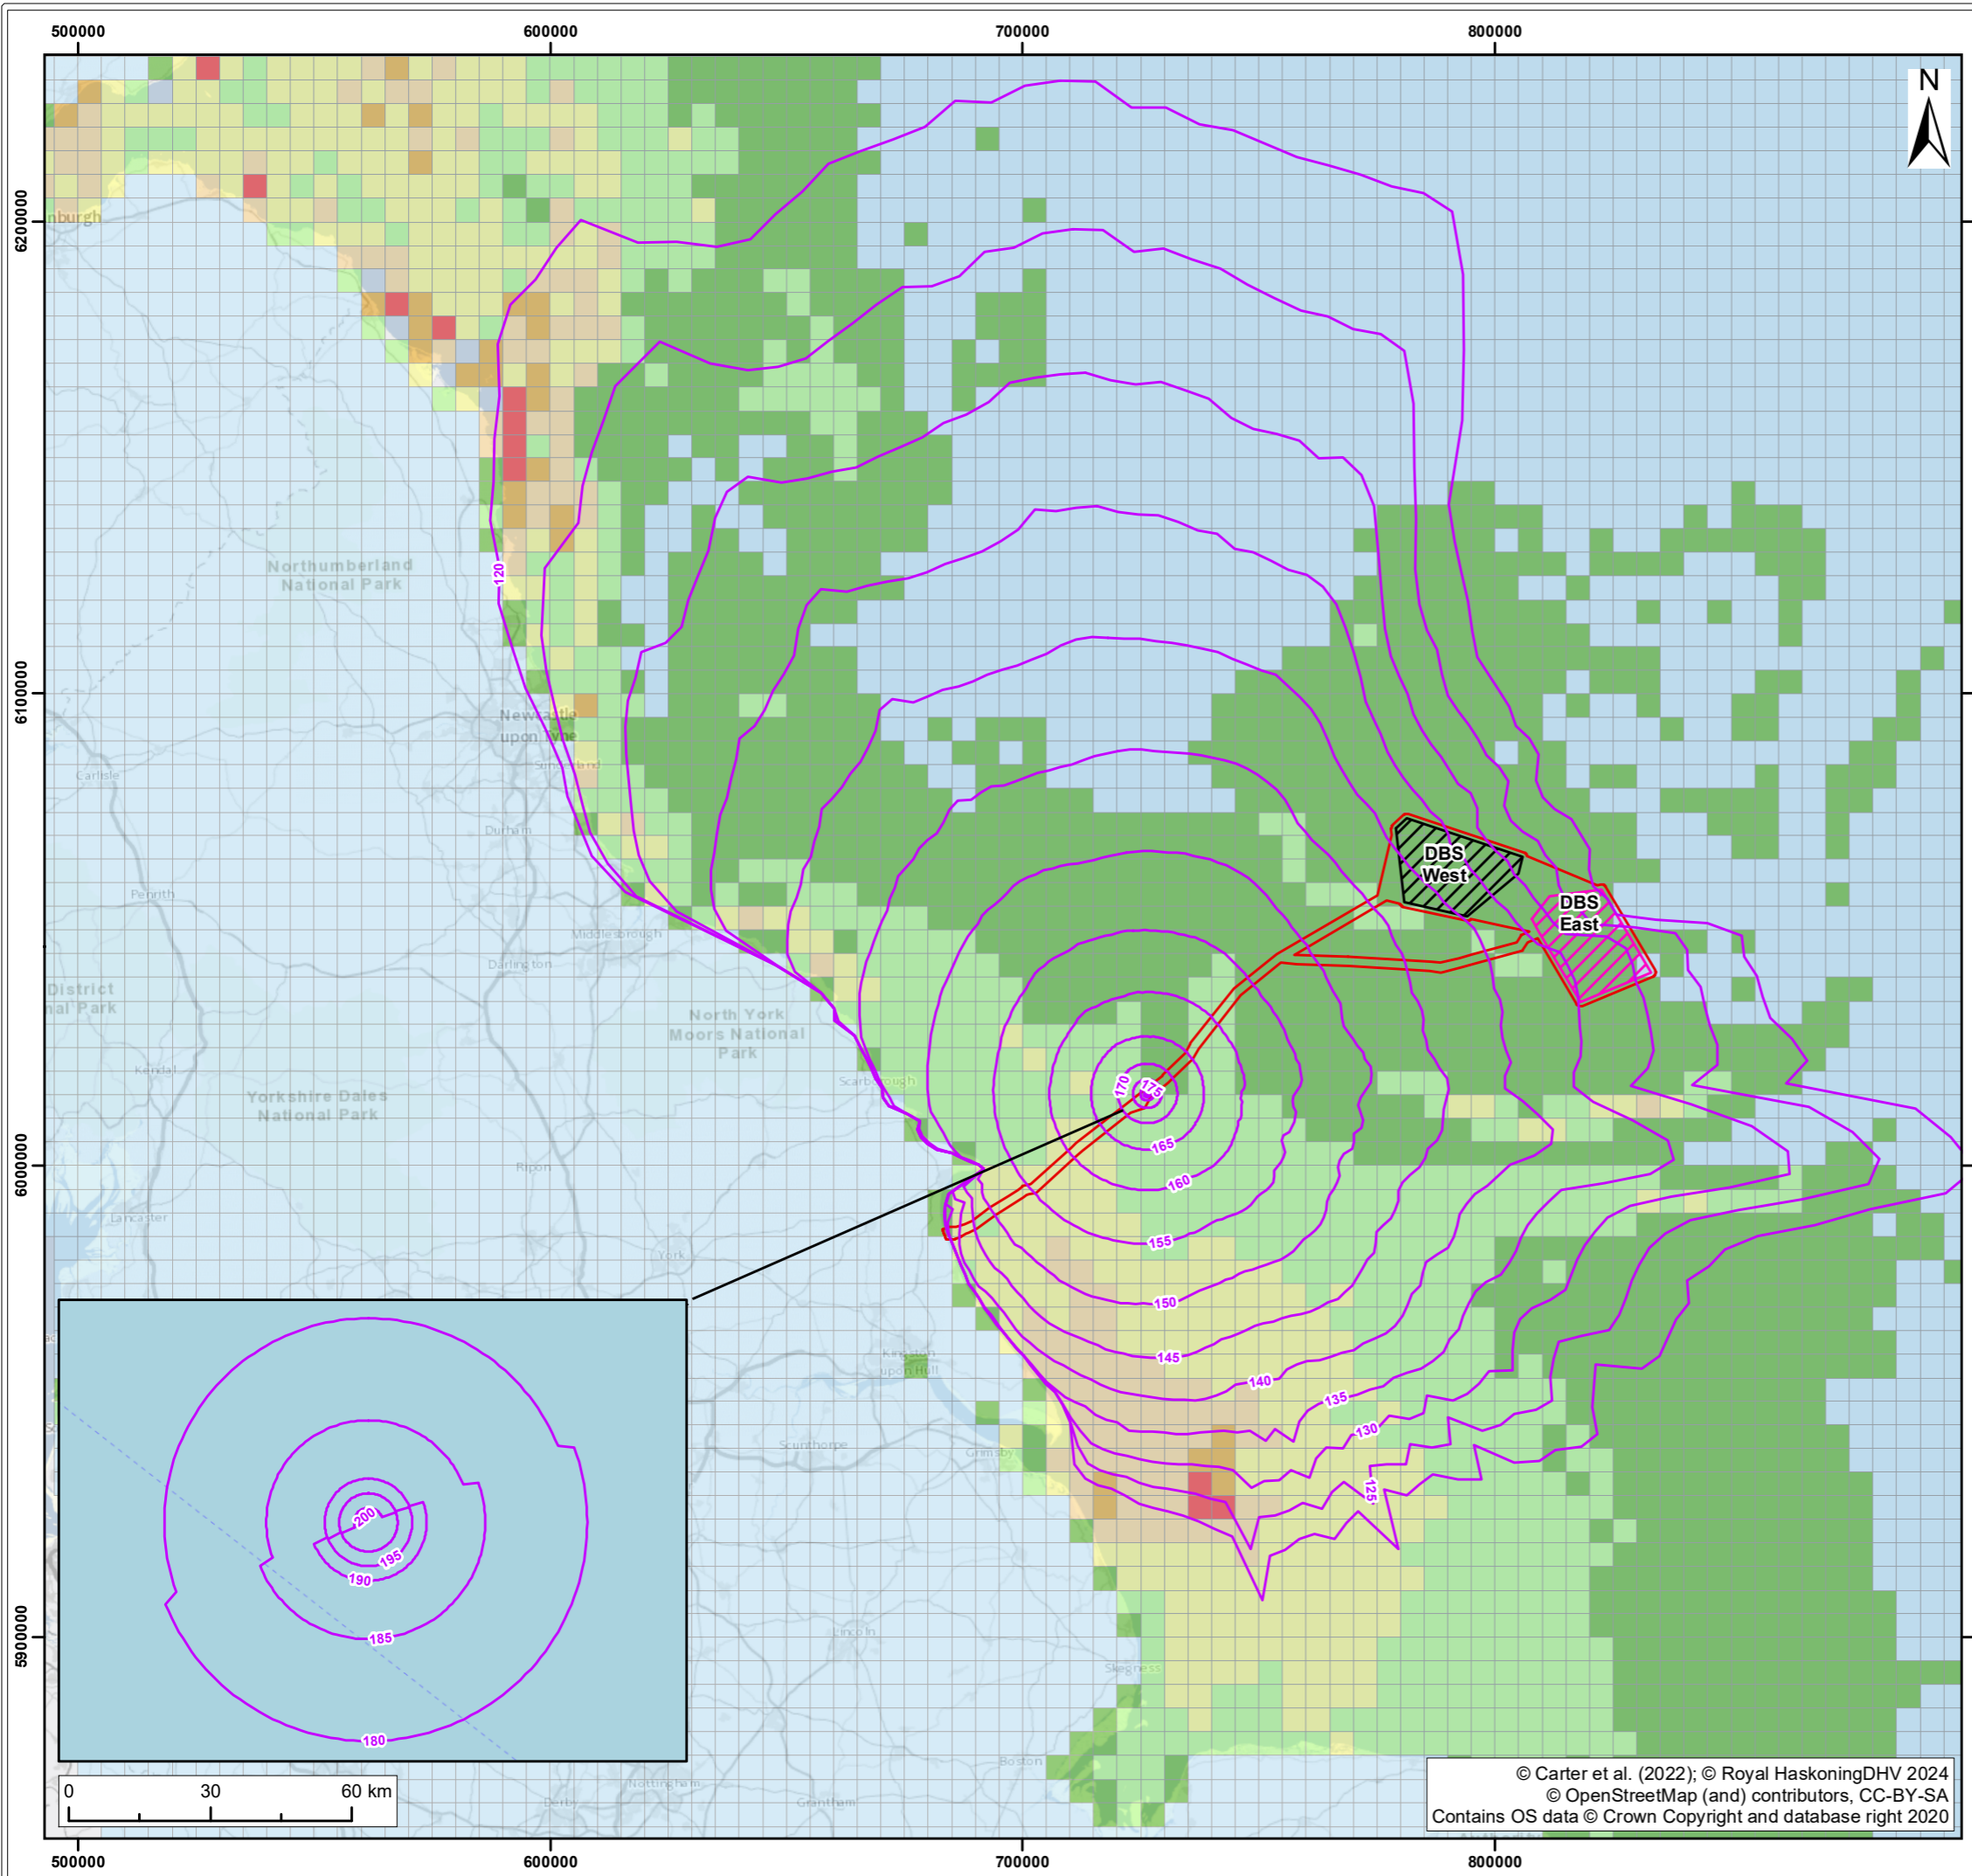 500000
600000
700000
800000
N
nburgh
6200000
Northumberland
National Park
120
6100000
Newcastle
upon Tyne
Sunderland
Carlisle
Durham
DBS
West
Penrith
DBS
East
Middlesbrough
Darlington
District
nal Park
North York
Moors National
Park
Kendal
Scarborough
170
175
Yorkshire Dales
National Park
165
6000000
Ripon
160
Lancaster
155
York
150
Kingston
upon Hull
145
140
135
130
Scunthorpe
Grimsby
125
200
195
190
185
180
5900000
Lincoln
Skegness
Boston
Nottingham
Derby
Grantham
0
30
60 km
© Carter et al. (2022); © Royal HaskoningDHV 2024
© OpenStreetMap (and) contributors, CC-BY-SA
Contains OS data © Crown Copyright and database right 2020
500000
600000
700000
800000